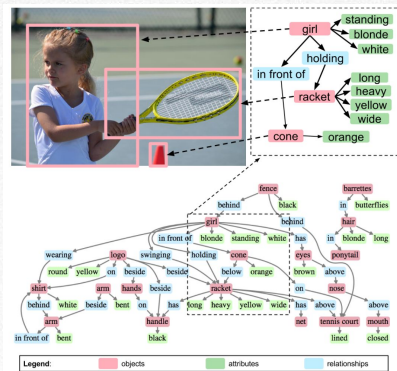 girl
standing
blonde
white
holding
in front of
racket
long
heavy
yellow
wide
cone
orange
fence
barrettes
behind
black
behind
in
butterflies
girl
hair
in front of
blonde
standing
white
has
in
blonde
long
wearing
logo
swinging
holding
cone
eyes
ponytail
round
yellow
on
beside
beside
below
orange
brown
above
shirt
arm
hands
beside
racket
on
nose
behind
white
beside
bent
on
has
long
heavy
yellow
wide
has
above
above
arm
handle
net
tennis court
mouth
in front of
bent
black
lined
closed
Legend:
objects
attributes
relationships